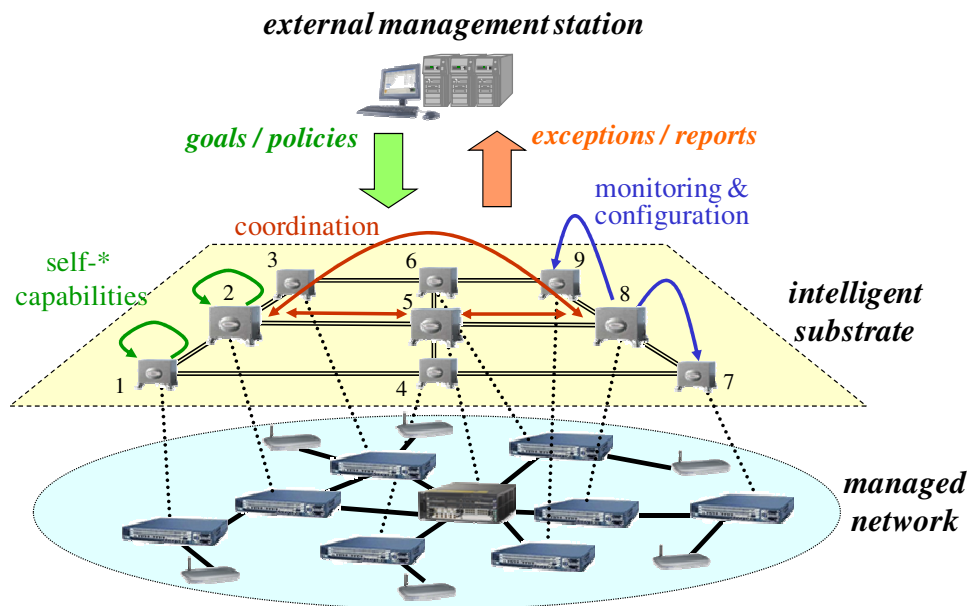 external management station
goals / policies
exceptions / reports
monitoring &
configuration
coordination
self-*
capabilities
3
6
9
2
5
8
intelligent
substrate
1
4
7
managed
network